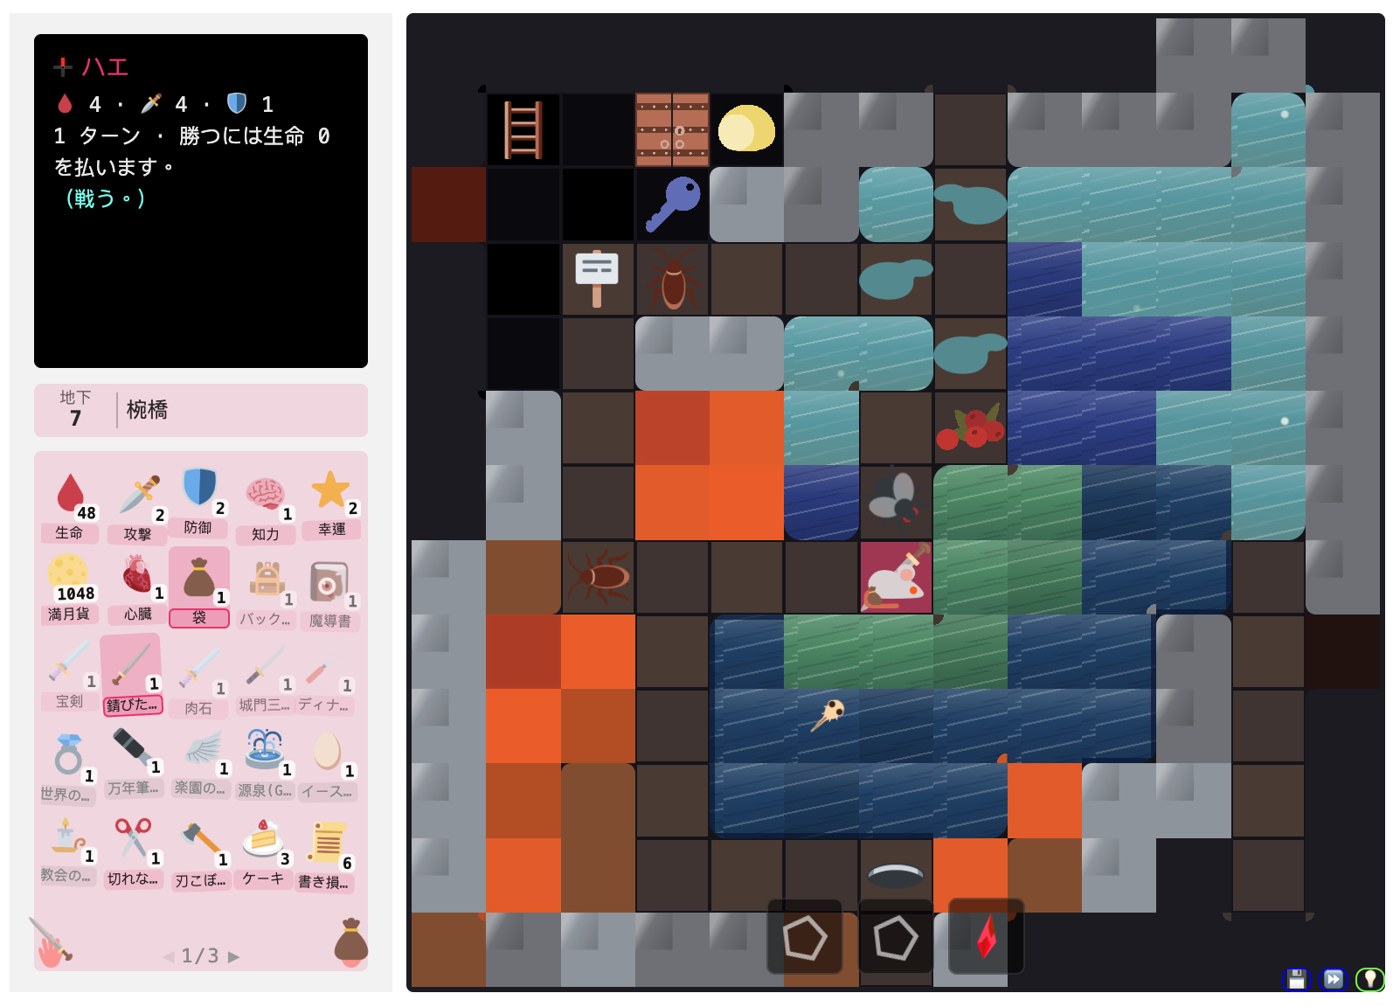 ハエ
4 · 4 · 1
1 ターン · 勝つには生命 0
を払います。
(戦う。)
地下
7
椀橋
48 2 2 1 2
生命 攻撃 防御 知力 幸運
1048 1 1 1 1
満月貨 心臓 袋 バック… 魔導書
1 1 1 1 1
宝剣 錆びた… 肉石 城門三… ディナ…
1 1 1 1 1
世界の… 万年筆… 楽園の… 源泉(G… イース…
1 1 1 3 6
教会の… 切れな… 刃こぼ… ケーキ 書き損…
◀ 1/3 ▶